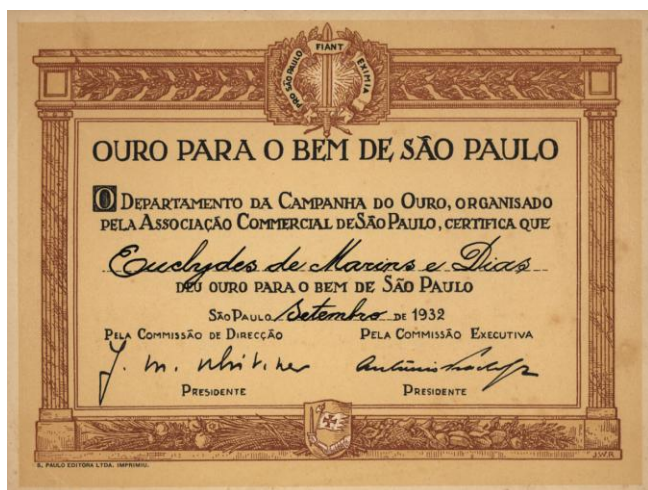 PRO SÃO PAULO FIANT EXIMIA
OURO PARA O BEM DE SÃO PAULO
O DEPARTAMENTO DA CAMPANHA DO OURO, ORGANISADO
PELA ASSOCIAÇÃO COMMERCIAL DE SÃO PAULO, CERTIFICA QUE
Euclydes de Marins e Dias
DEU OURO PARA O BEM DE SÃO PAULO
SÃO PAULO, Setembro DE 1932
PELA COMMISSÃO DE DIRECÇÃO PELA COMMISSÃO EXECUTIVA
J. M. Whitaker
PRESIDENTE PRESIDENTE
S. PAULO EDITORA LTDA. IMPRIMIU. J.W.R.